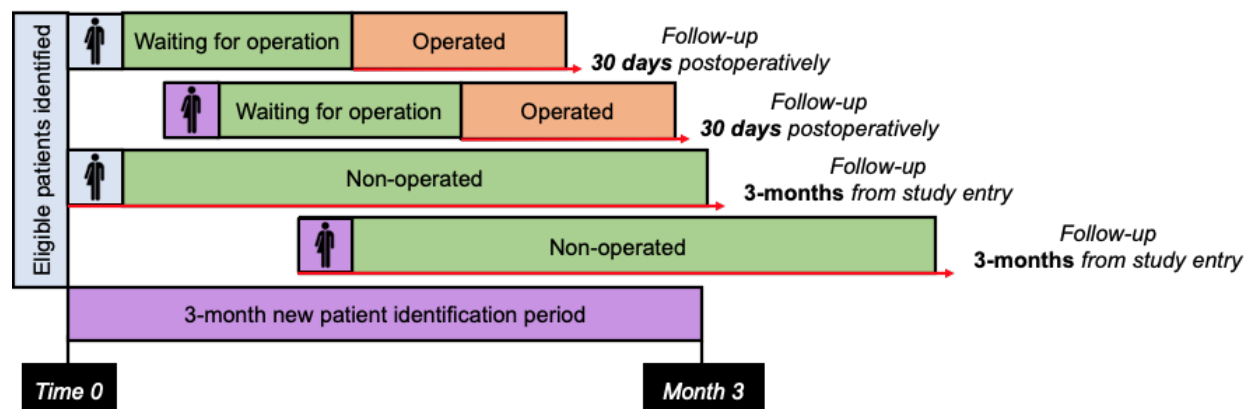 Eligible patients identified
Waiting for operation
Operated
Follow-up
30 days postoperatively
Waiting for operation
Operated
Follow-up
30 days postoperatively
Non-operated
Follow-up
3-months from study entry
Non-operated
Follow-up
3-months from study entry
3-month new patient identification period
Time 0
Month 3